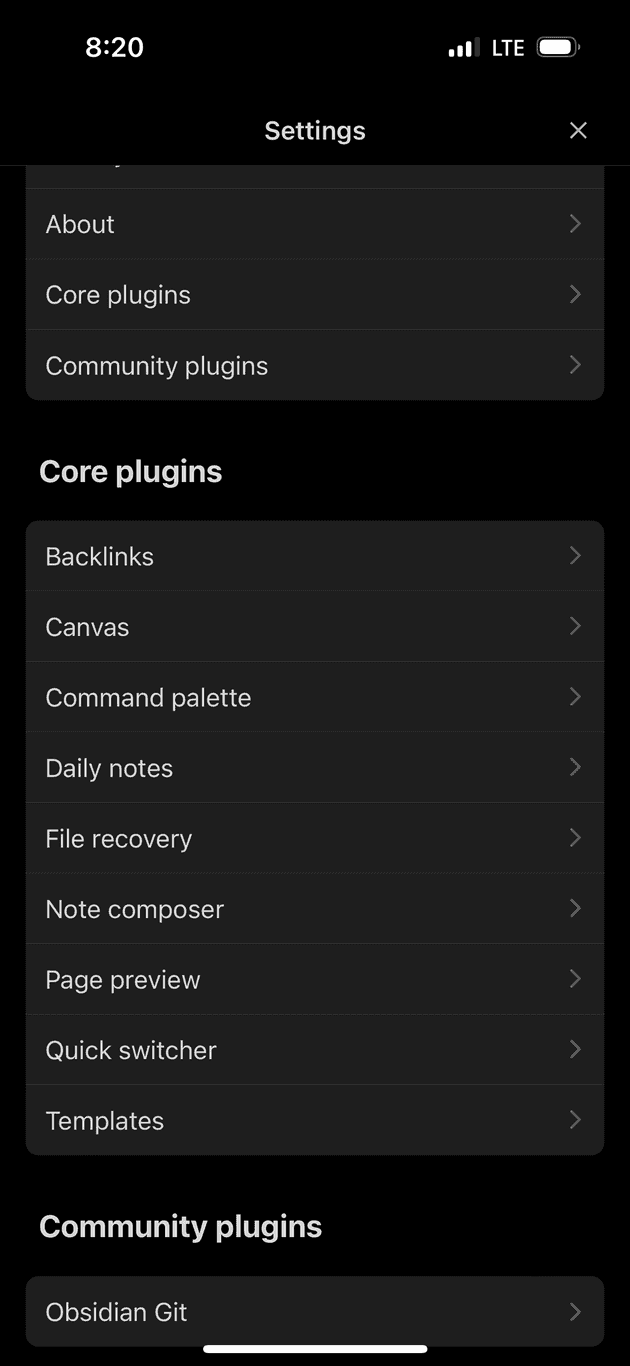 8:20
LTE
Settings
About
Core plugins
Community plugins
Core plugins
Backlinks
Canvas
Command palette
Daily notes
File recovery
Note composer
Page preview
Quick switcher
Templates
Community plugins
Obsidian Git